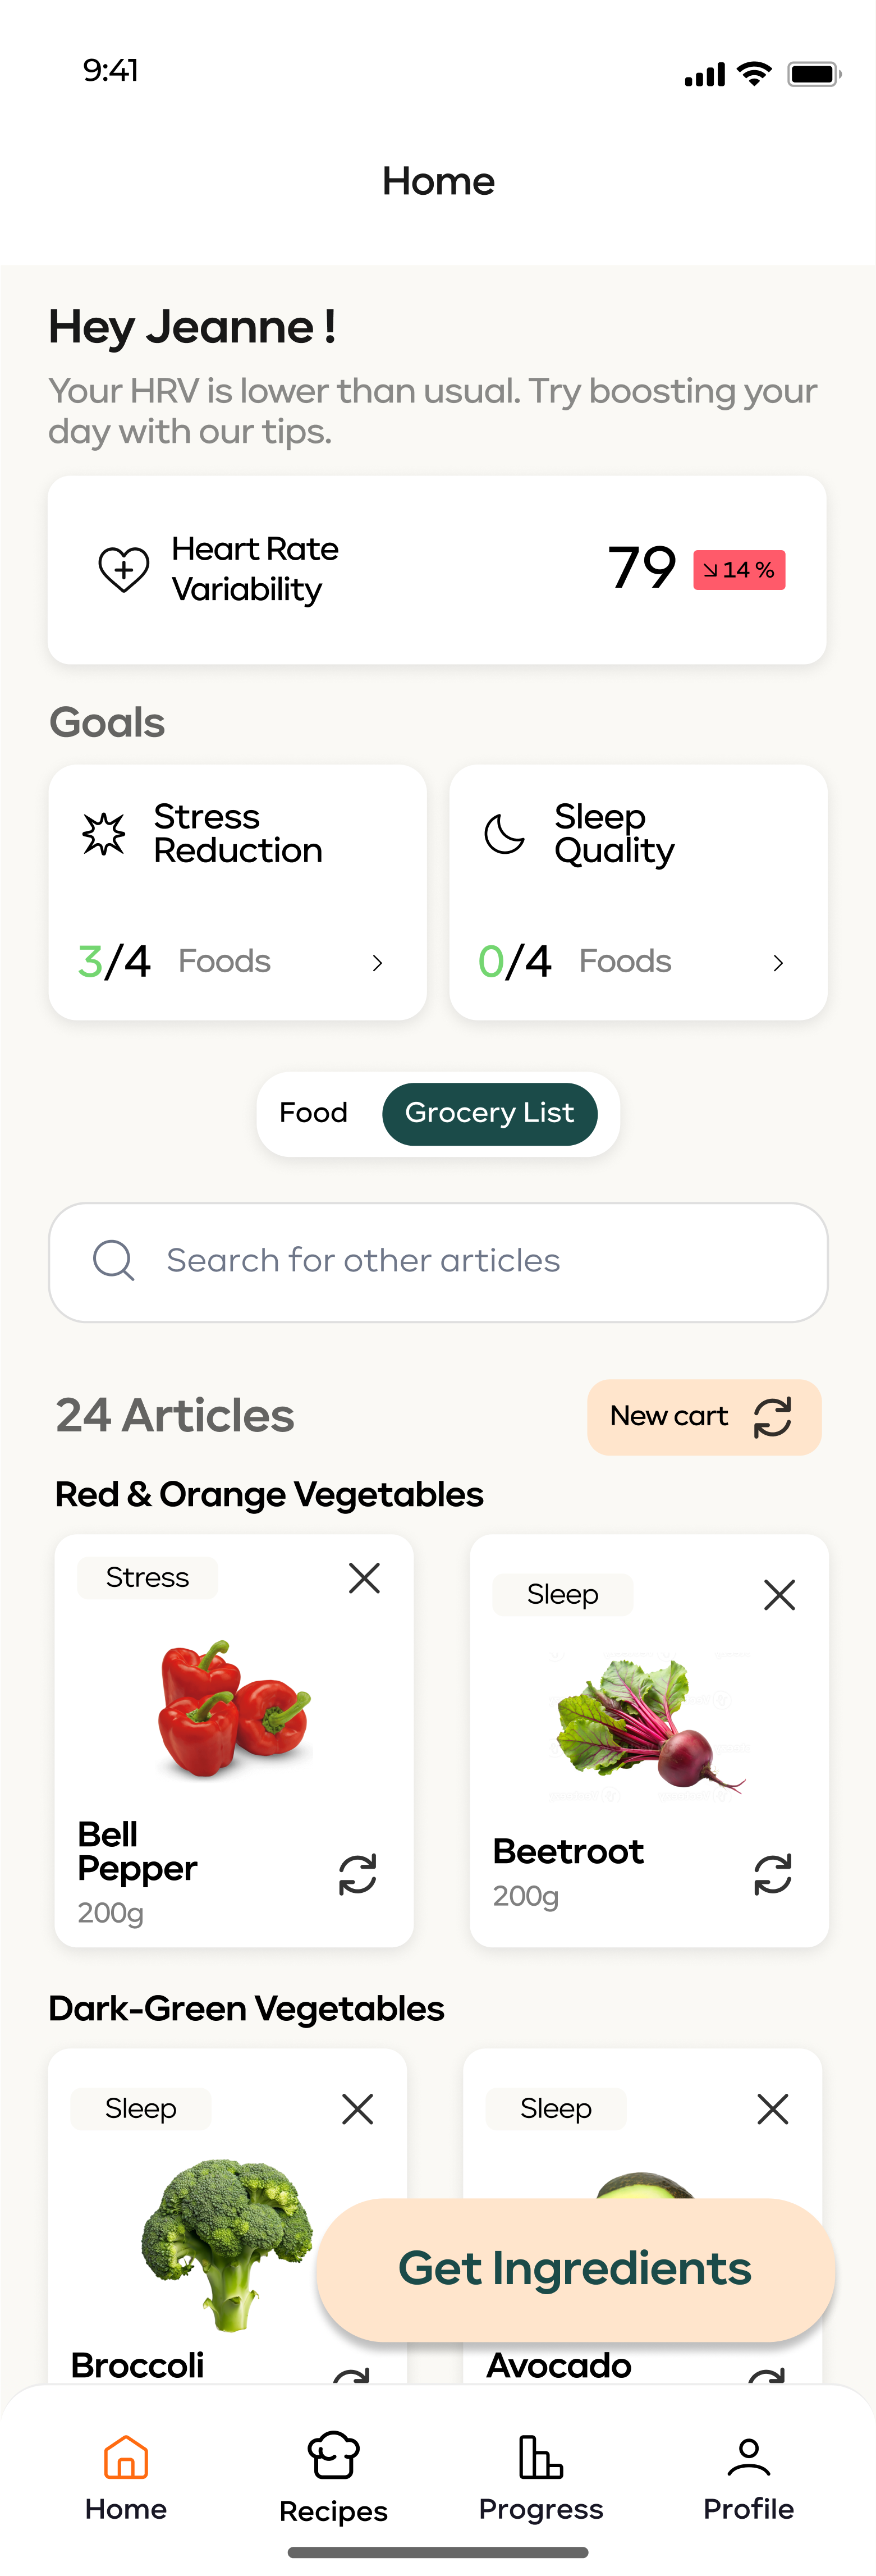 9:41
Home
Hey Jeanne !
Your HRV is lower than usual. Try boosting your
day with our tips.
Heart Rate
Variability
79
14 %
Goals
Stress
Reduction
3/4 Foods
Sleep
Quality
0/4 Foods
Food
Grocery List
Search for other articles
24 Articles
New cart
Red & Orange Vegetables
Stress
Bell
Pepper
200g
Sleep
Beetroot
200g
Dark-Green Vegetables
Sleep
Broccoli
Sleep
Avocado
Get Ingredients
Home
Recipes
Progress
Profile